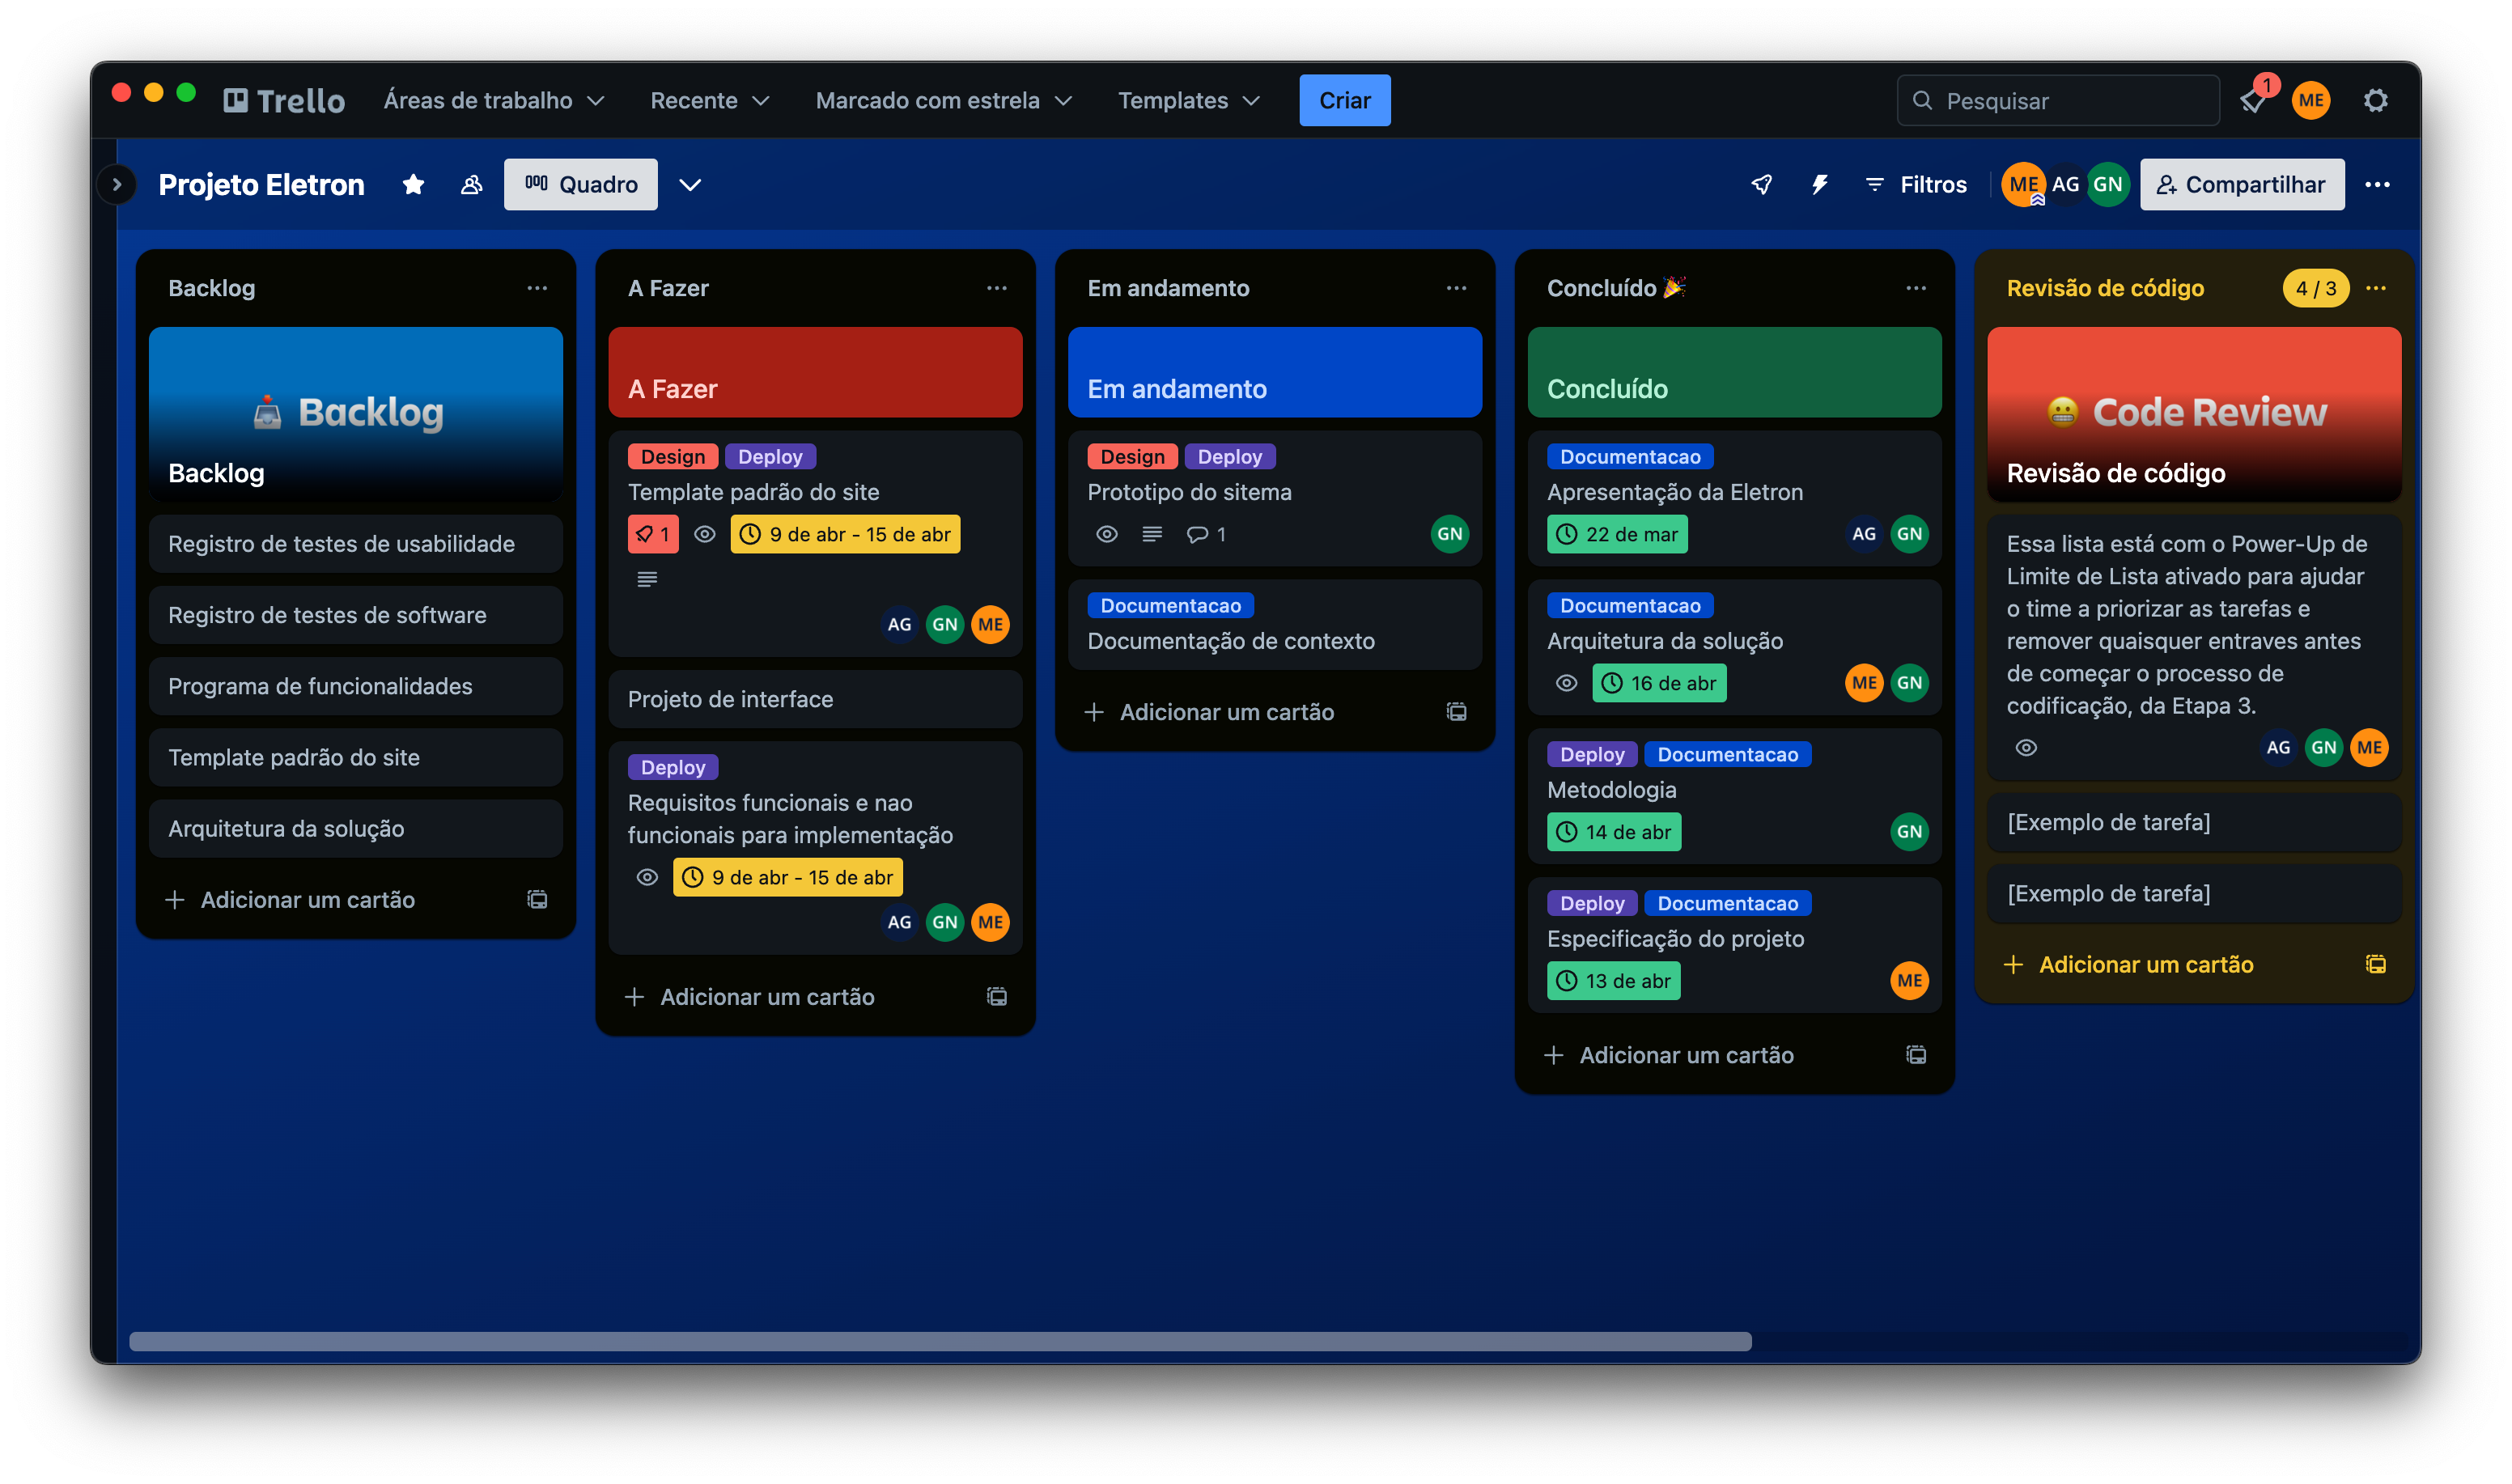 Trello
Áreas de trabalho
Recente
Marcado com estrela
Templates
Criar
Pesquisar
1
ME
Projeto Eletron
Quadro
Filtros
ME
AG
GN
Compartilhar
Backlog
Backlog
Backlog
Registro de testes de usabilidade
Registro de testes de software
Programa de funcionalidades
Template padrão do site
Arquitetura da solução
Adicionar um cartão
A Fazer
A Fazer
Design Deploy
Template padrão do site
1
9 de abr - 15 de abr
AG GN ME
Projeto de interface
Deploy
Requisitos funcionais e nao
funcionais para implementação
9 de abr - 15 de abr
AG GN ME
Adicionar um cartão
Em andamento
Em andamento
Design Deploy
Prototipo do sitema
1
GN
Documentacao
Documentação de contexto
Adicionar um cartão
Concluído 🎉
Concluído
Documentacao
Apresentação da Eletron
22 de mar
AG GN
Documentacao
Arquitetura da solução
16 de abr
ME GN
Deploy Documentacao
Metodologia
14 de abr
GN
Deploy Documentacao
Especificação do projeto
13 de abr
ME
Adicionar um cartão
Revisão de código
4 / 3
😬 Code Review
Revisão de código
Essa lista está com o Power-Up de
Limite de Lista ativado para ajudar
o time a priorizar as tarefas e
remover quaisquer entraves antes
de começar o processo de
codificação, da Etapa 3.
AG GN ME
[Exemplo de tarefa]
[Exemplo de tarefa]
Adicionar um cartão